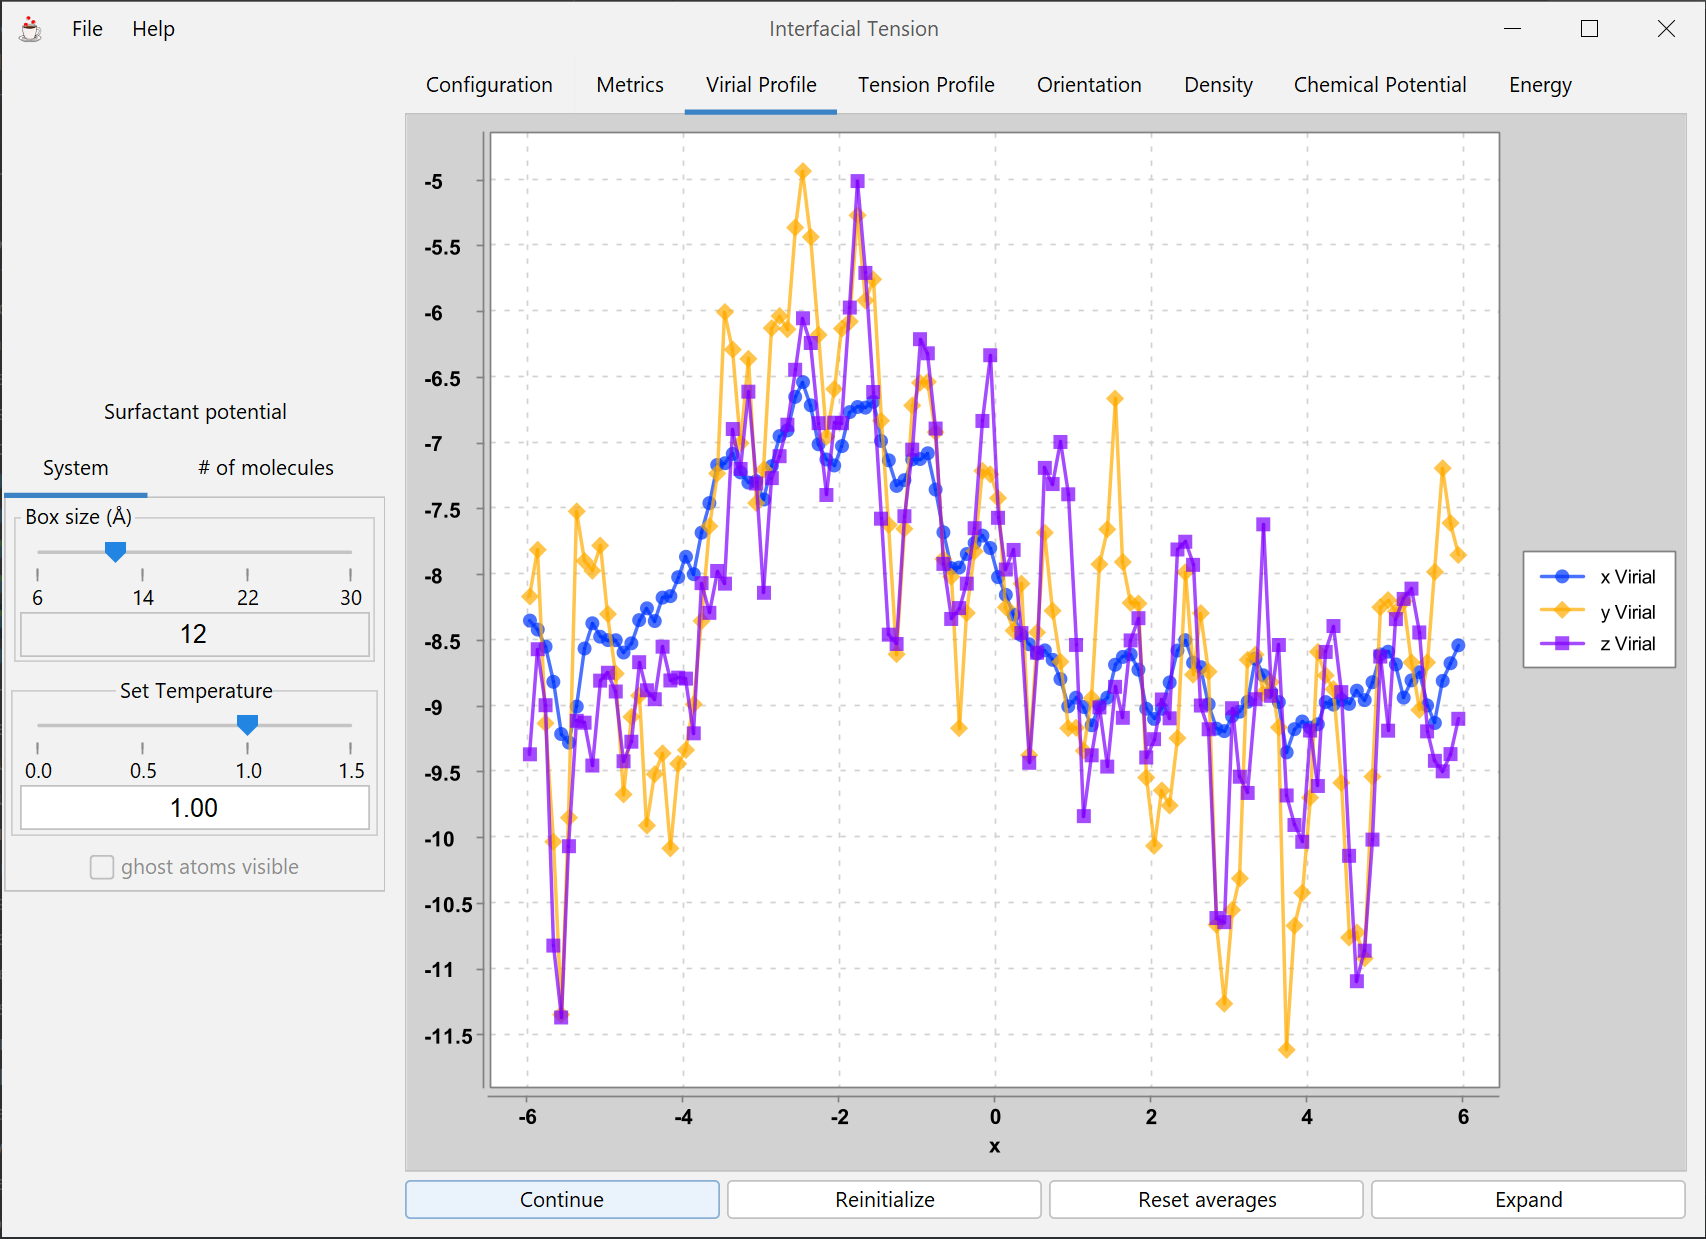 File Help
Interfacial Tension
Configuration Metrics Virial Profile Tension Profile Orientation Density Chemical Potential Energy
Surfactant potential
System # of molecules
Box size (Å)
6 14 22 30
12
Set Temperature
0.0 0.5 1.0 1.5
1.00
ghost atoms visible
-5
-5.5
-6
-6.5
-7
-7.5
-8
-8.5
-9
-9.5
-10
-10.5
-11
-11.5
-6 -4 -2 0 2 4 6
x
x Virial
y Virial
z Virial
Continue Reinitialize Reset averages Expand